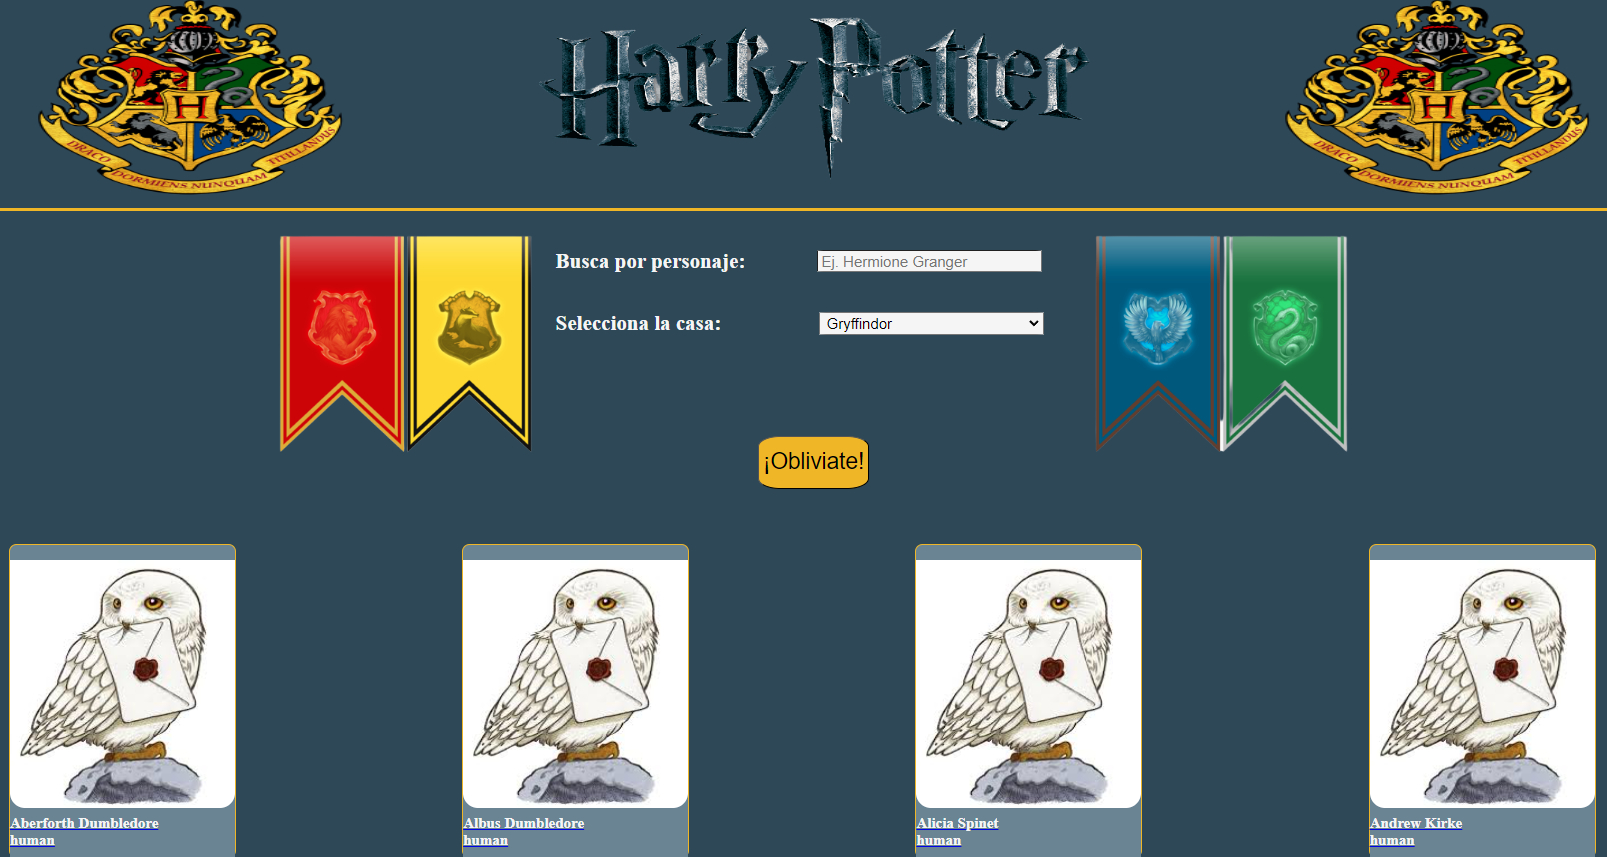 Harry Potter
H
DRACO DORMIENS NUNQUAM TITILLANDUS
H
DRACO DORMIENS NUNQUAM TITILLANDUS
Busca por personaje:
Ej. Hermione Granger
Selecciona la casa:
Gryffindor
¡Obliviate!
Aberforth Dumbledore
human
Albus Dumbledore
human
Alicia Spinet
human
Andrew Kirke
human